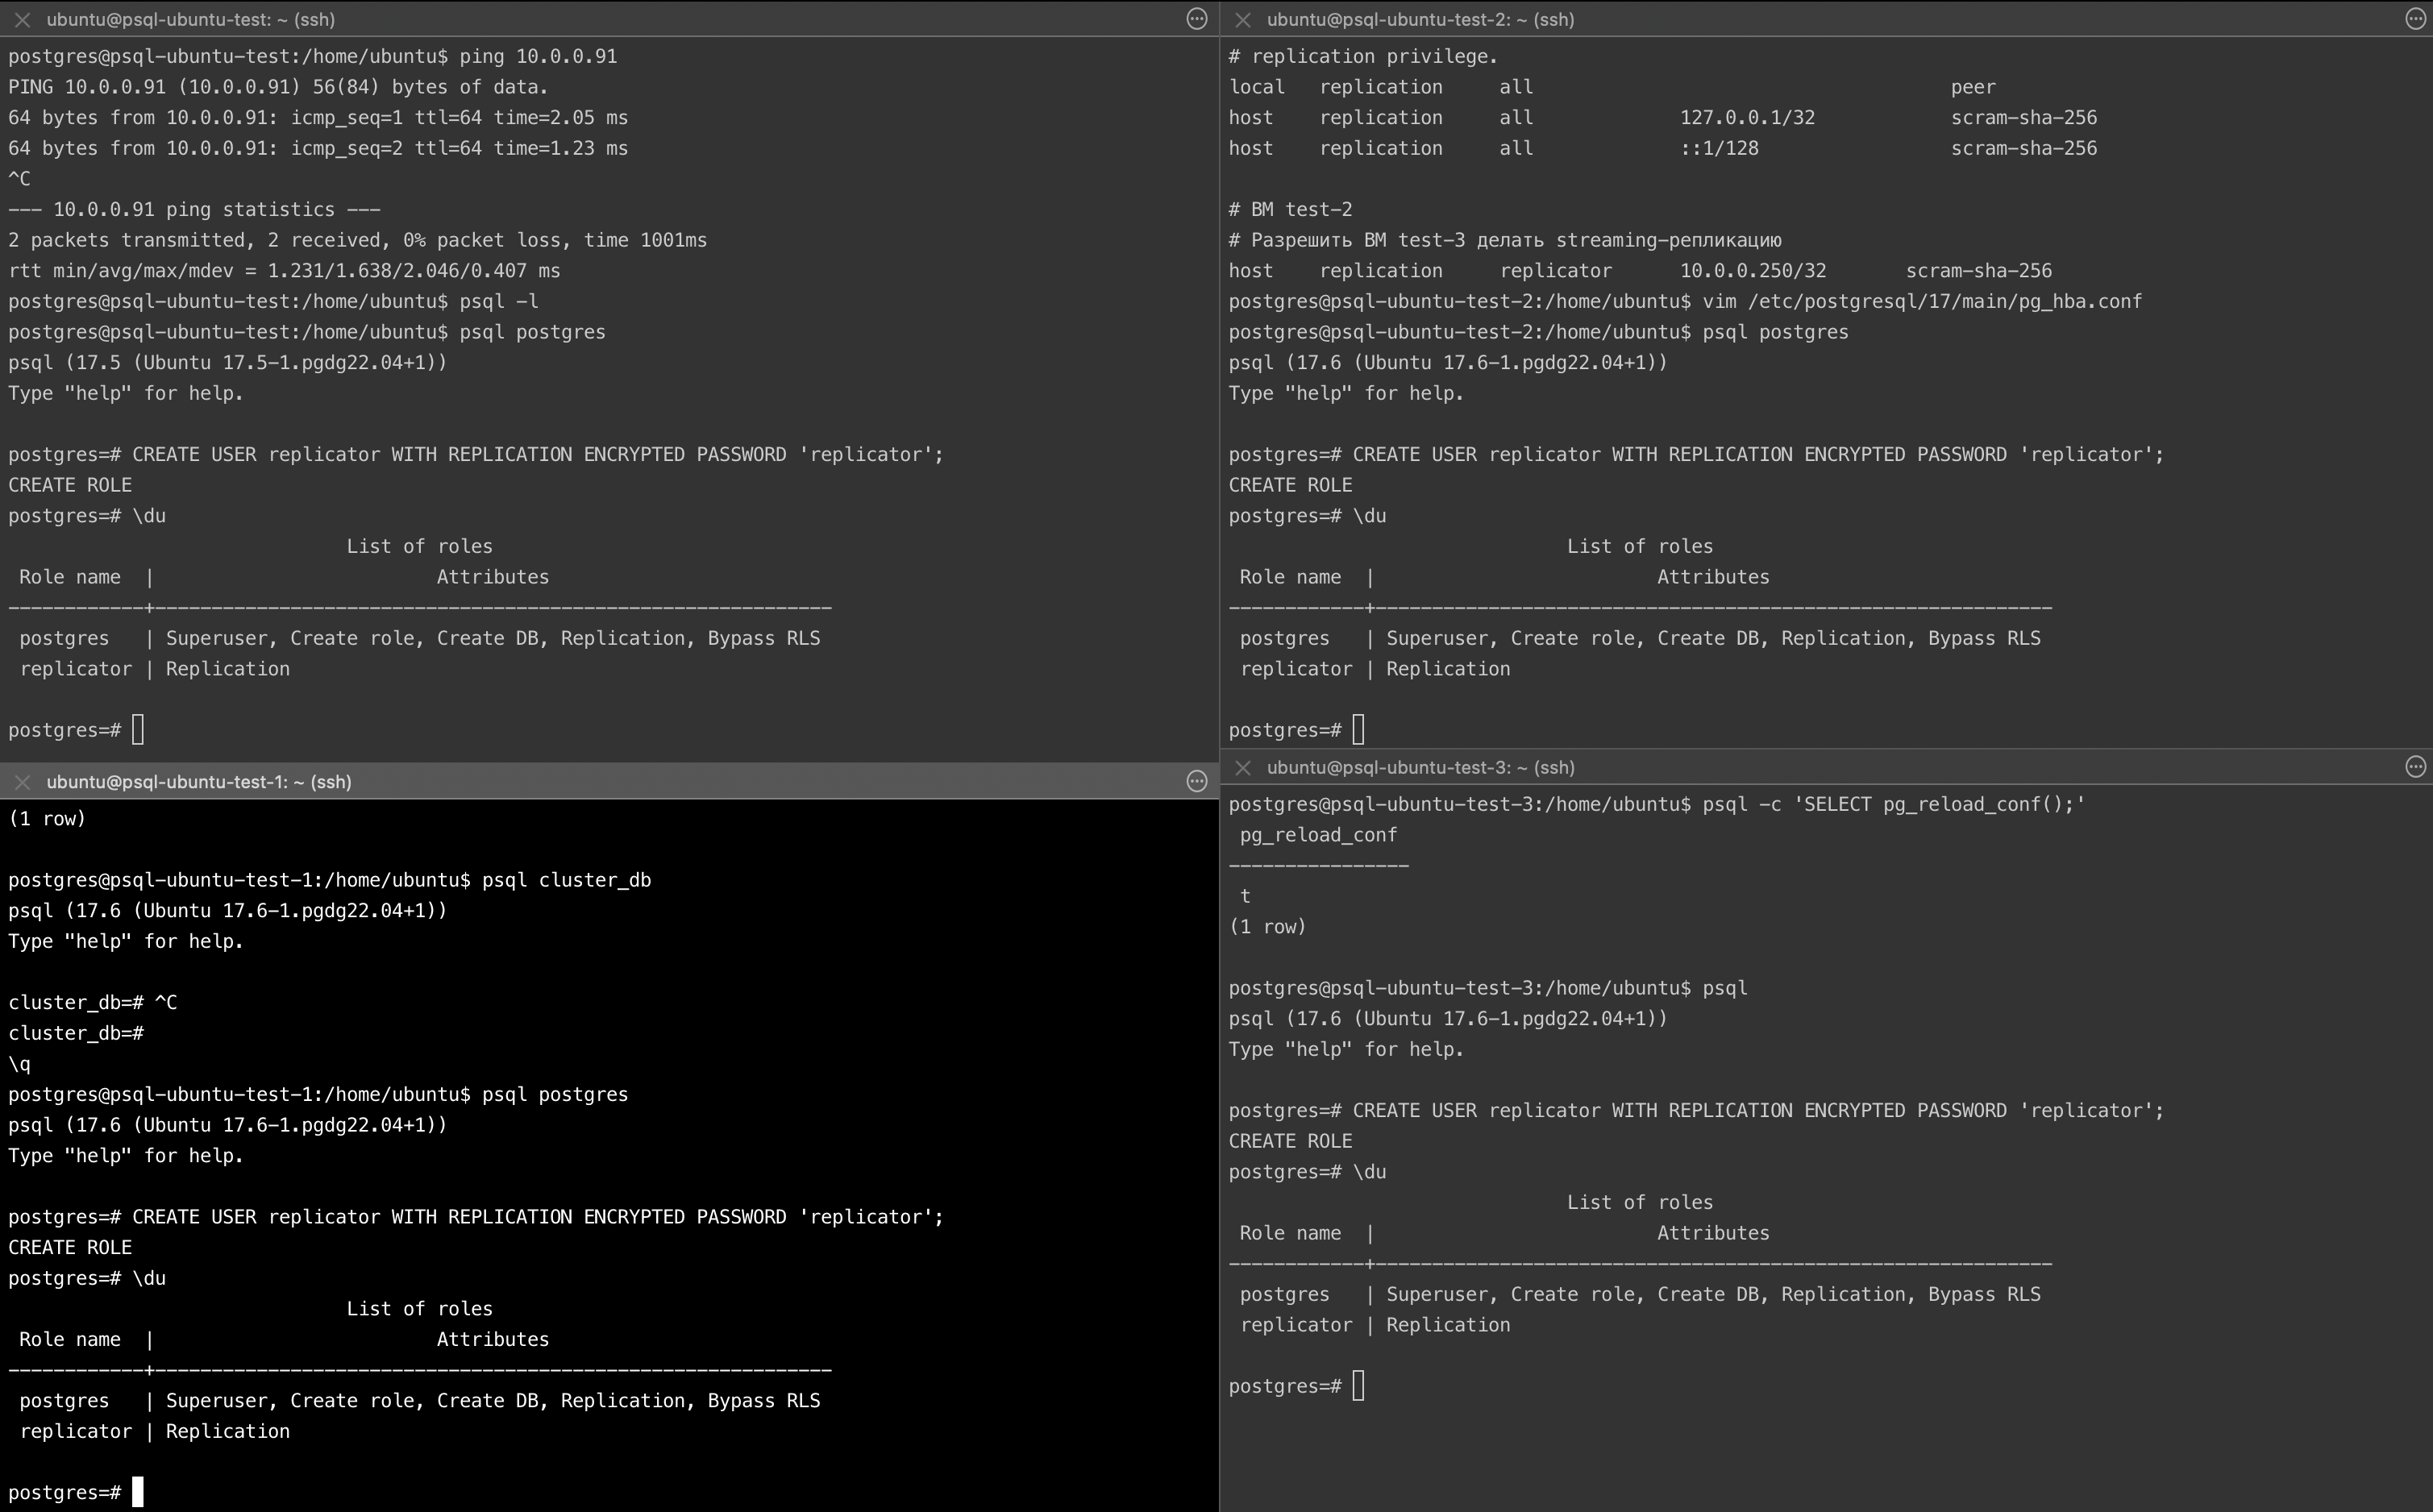 ubuntu@psql-ubuntu-test: ~ (ssh)
postgres@psql-ubuntu-test:/home/ubuntu$ ping 10.0.0.91
PING 10.0.0.91 (10.0.0.91) 56(84) bytes of data.
64 bytes from 10.0.0.91: icmp_seq=1 ttl=64 time=2.05 ms
64 bytes from 10.0.0.91: icmp_seq=2 ttl=64 time=1.23 ms
^C
--- 10.0.0.91 ping statistics ---
2 packets transmitted, 2 received, 0% packet loss, time 1001ms
rtt min/avg/max/mdev = 1.231/1.638/2.046/0.407 ms
postgres@psql-ubuntu-test:/home/ubuntu$ psql -l
postgres@psql-ubuntu-test:/home/ubuntu$ psql postgres
psql (17.5 (Ubuntu 17.5-1.pgdg22.04+1))
Type "help" for help.
postgres=# CREATE USER replicator WITH REPLICATION ENCRYPTED PASSWORD 'replicator';
CREATE ROLE
postgres=# \du
List of roles
Role name | Attributes
------------+------------------------------------------------------------
postgres | Superuser, Create role, Create DB, Replication, Bypass RLS
replicator | Replication
postgres=#
ubuntu@psql-ubuntu-test-2: ~ (ssh)
# replication privilege.
local replication all peer
host replication all 127.0.0.1/32 scram-sha-256
host replication all ::1/128 scram-sha-256
# ВМ test-2
# Разрешить ВМ test-3 делать streaming-репликацию
host replication replicator 10.0.0.250/32 scram-sha-256
postgres@psql-ubuntu-test-2:/home/ubuntu$ vim /etc/postgresql/17/main/pg_hba.conf
postgres@psql-ubuntu-test-2:/home/ubuntu$ psql postgres
psql (17.6 (Ubuntu 17.6-1.pgdg22.04+1))
Type "help" for help.
postgres=# CREATE USER replicator WITH REPLICATION ENCRYPTED PASSWORD 'replicator';
CREATE ROLE
postgres=# \du
List of roles
Role name | Attributes
------------+------------------------------------------------------------
postgres | Superuser, Create role, Create DB, Replication, Bypass RLS
replicator | Replication
postgres=#
ubuntu@psql-ubuntu-test-1: ~ (ssh)
(1 row)
postgres@psql-ubuntu-test-1:/home/ubuntu$ psql cluster_db
psql (17.6 (Ubuntu 17.6-1.pgdg22.04+1))
Type "help" for help.
cluster_db=# ^C
cluster_db=#
\q
postgres@psql-ubuntu-test-1:/home/ubuntu$ psql postgres
psql (17.6 (Ubuntu 17.6-1.pgdg22.04+1))
Type "help" for help.
postgres=# CREATE USER replicator WITH REPLICATION ENCRYPTED PASSWORD 'replicator';
CREATE ROLE
postgres=# \du
List of roles
Role name | Attributes
------------+------------------------------------------------------------
postgres | Superuser, Create role, Create DB, Replication, Bypass RLS
replicator | Replication
postgres=#
ubuntu@psql-ubuntu-test-3: ~ (ssh)
postgres@psql-ubuntu-test-3:/home/ubuntu$ psql -c 'SELECT pg_reload_conf();'
pg_reload_conf
----------------
t
(1 row)
postgres@psql-ubuntu-test-3:/home/ubuntu$ psql
psql (17.6 (Ubuntu 17.6-1.pgdg22.04+1))
Type "help" for help.
postgres=# CREATE USER replicator WITH REPLICATION ENCRYPTED PASSWORD 'replicator';
CREATE ROLE
postgres=# \du
List of roles
Role name | Attributes
------------+------------------------------------------------------------
postgres | Superuser, Create role, Create DB, Replication, Bypass RLS
replicator | Replication
postgres=#